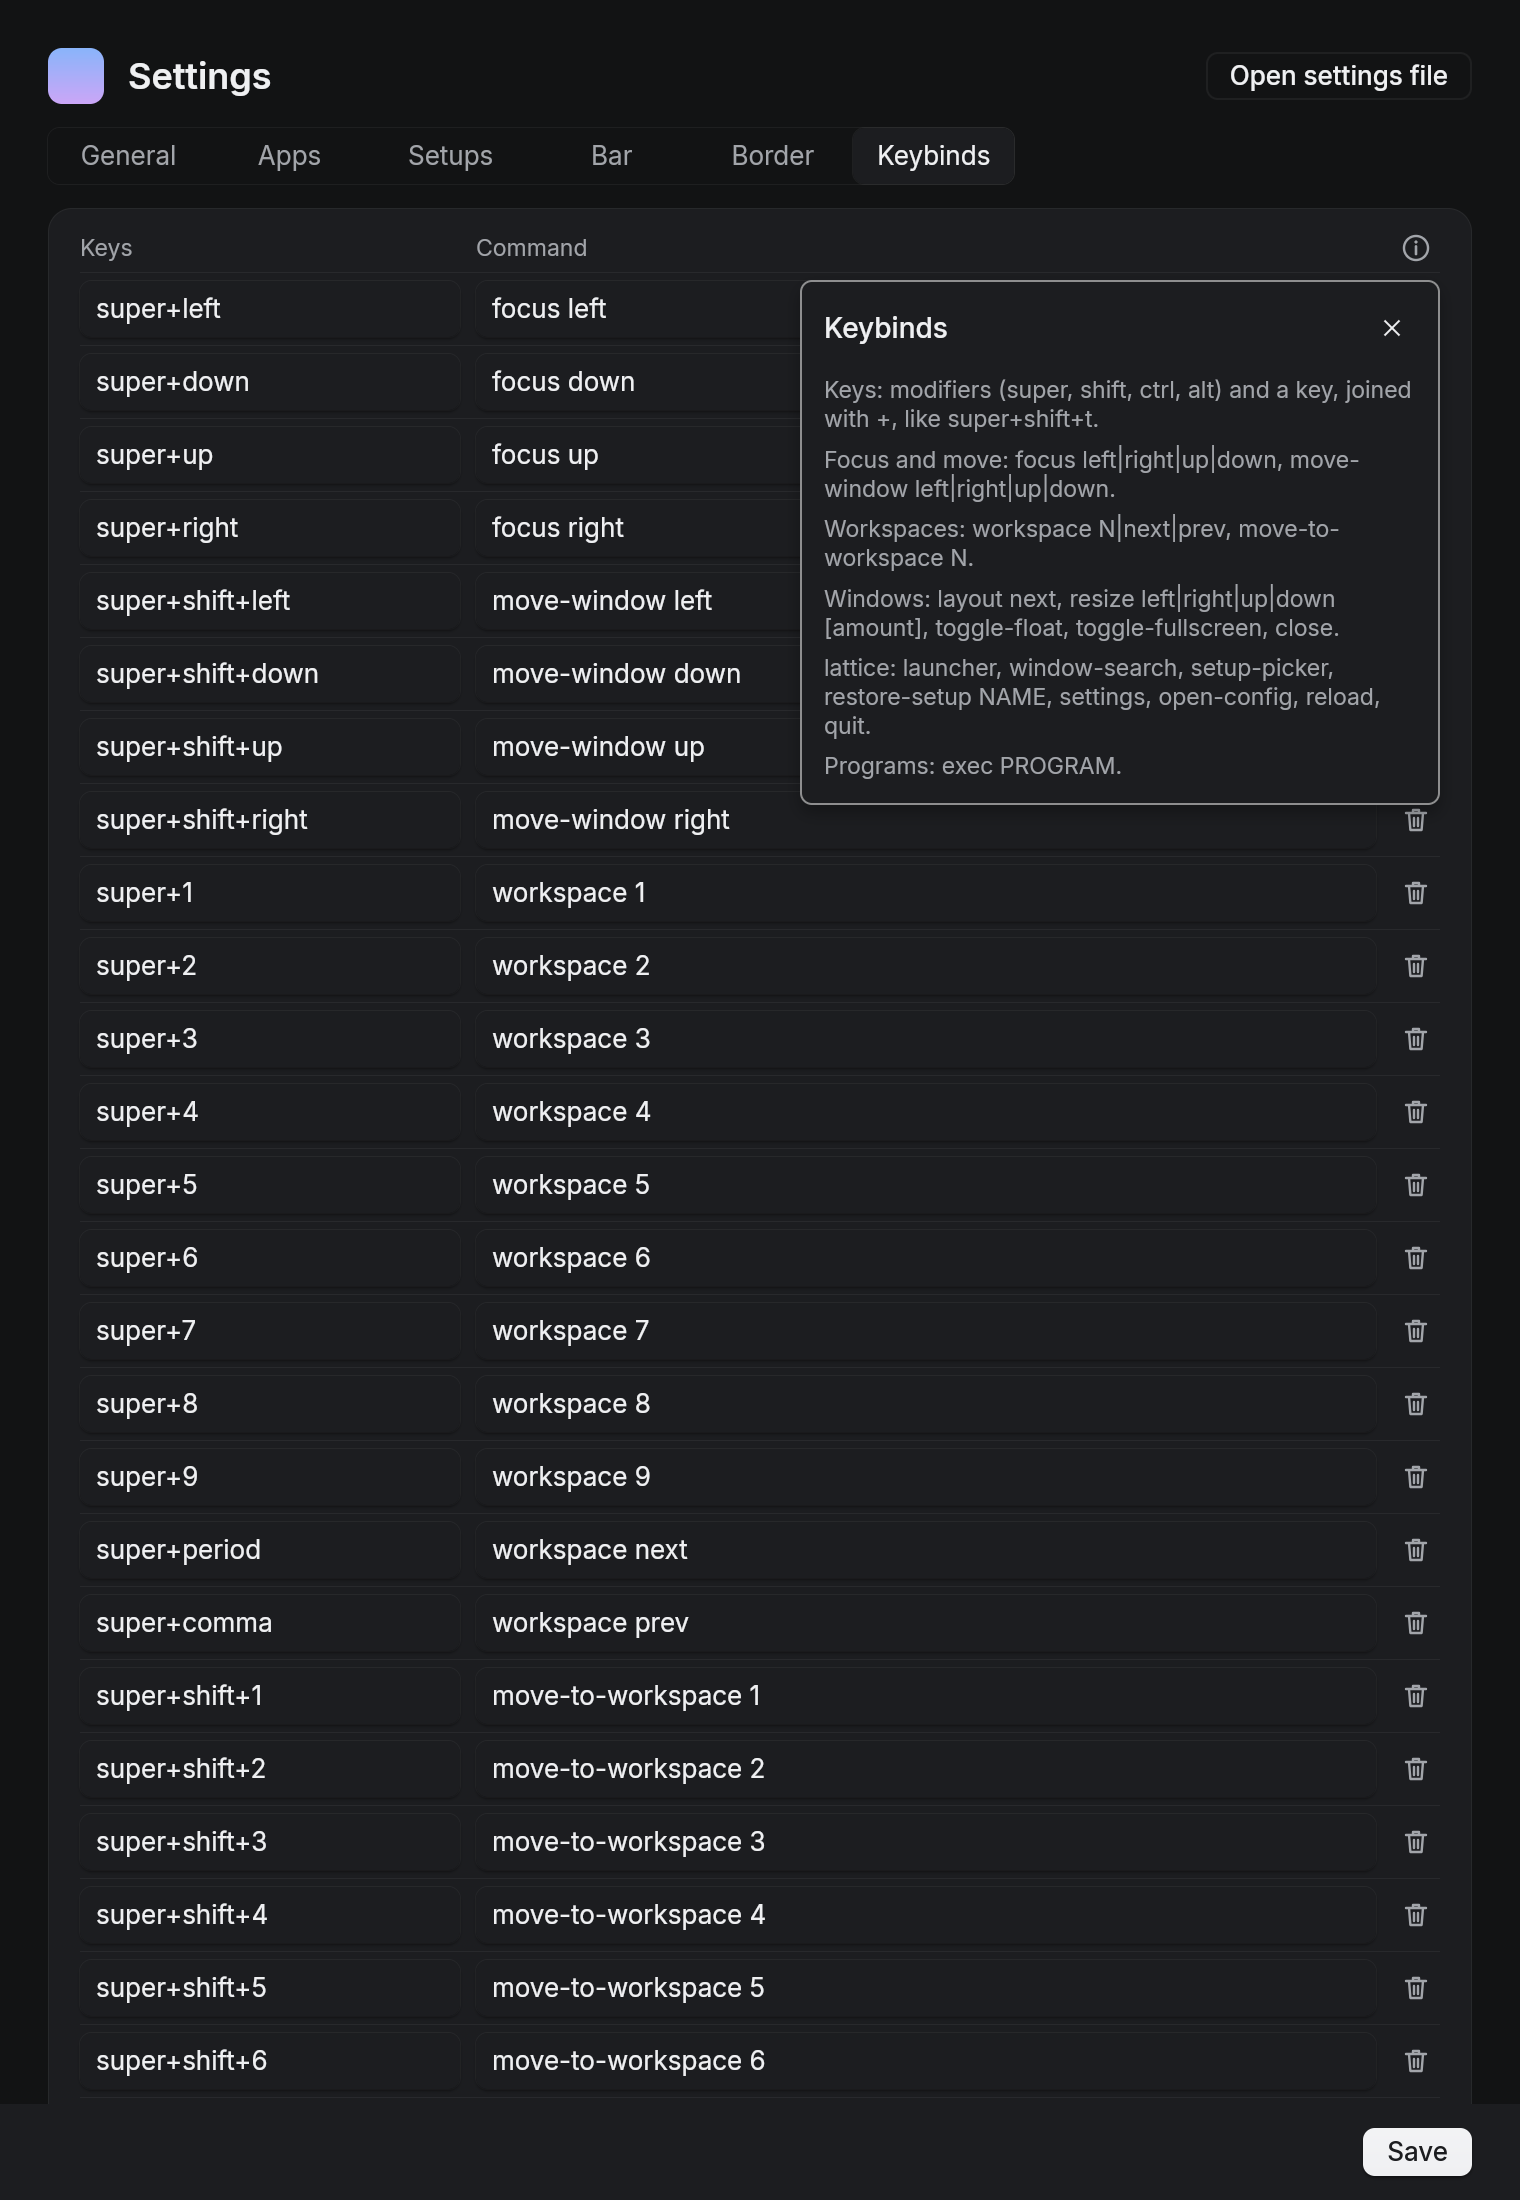 Settings
Open settings file
General Apps Setups Bar Border Keybinds
Keys Command
super+left focus left
super+down focus down
super+up focus up
super+right focus right
super+shift+left move-window left
super+shift+down move-window down
super+shift+up move-window up
Keybinds
Keys: modifiers (super, shift, ctrl, alt) and a key, joined
with +, like super+shift+t.
Focus and move: focus left|right|up|down, move-
window left|right|up|down.
Workspaces: workspace N|next|prev, move-to-
workspace N.
Windows: layout next, resize left|right|up|down
[amount], toggle-float, toggle-fullscreen, close.
lattice: launcher, window-search, setup-picker,
restore-setup NAME, settings, open-config, reload,
quit.
Programs: exec PROGRAM.
super+shift+right move-window right
super+1 workspace 1
super+2 workspace 2
super+3 workspace 3
super+4 workspace 4
super+5 workspace 5
super+6 workspace 6
super+7 workspace 7
super+8 workspace 8
super+9 workspace 9
super+period workspace next
super+comma workspace prev
super+shift+1 move-to-workspace 1
super+shift+2 move-to-workspace 2
super+shift+3 move-to-workspace 3
super+shift+4 move-to-workspace 4
super+shift+5 move-to-workspace 5
super+shift+6 move-to-workspace 6
Save